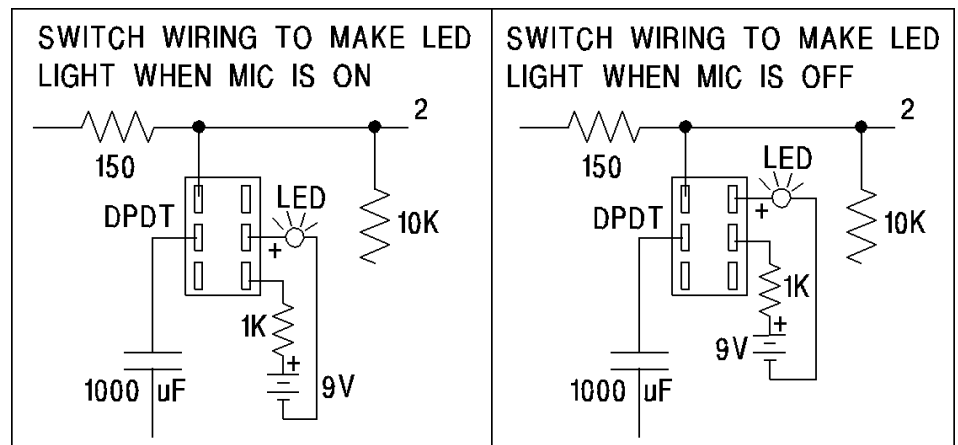 SWITCH WIRING TO MAKE LED
LIGHT WHEN MIC IS ON
2
150
LED
DPDT
+
10K
1K
+
1000 uF
9V
SWITCH WIRING TO MAKE LED
LIGHT WHEN MIC IS OFF
2
150
LED
DPDT
+
10K
1K
+
9V
1000 uF